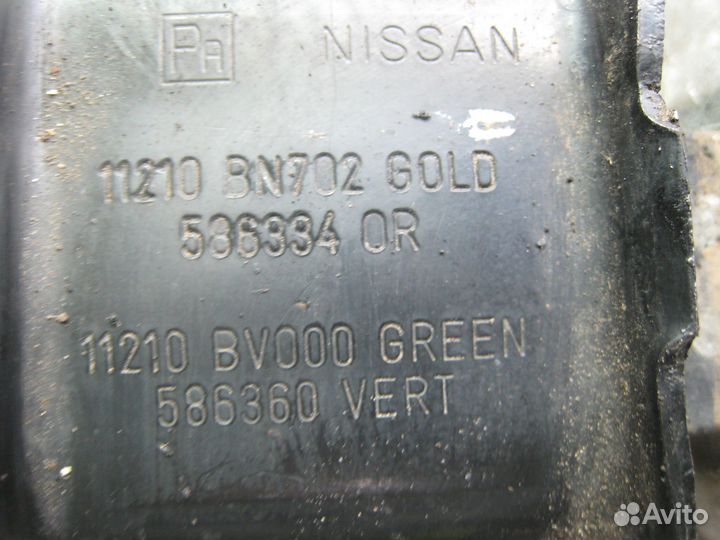 PA NISSAN
11210 BN702 GOLD
586334 OR
11210 BV000 GREEN
586360 VERT
Avito